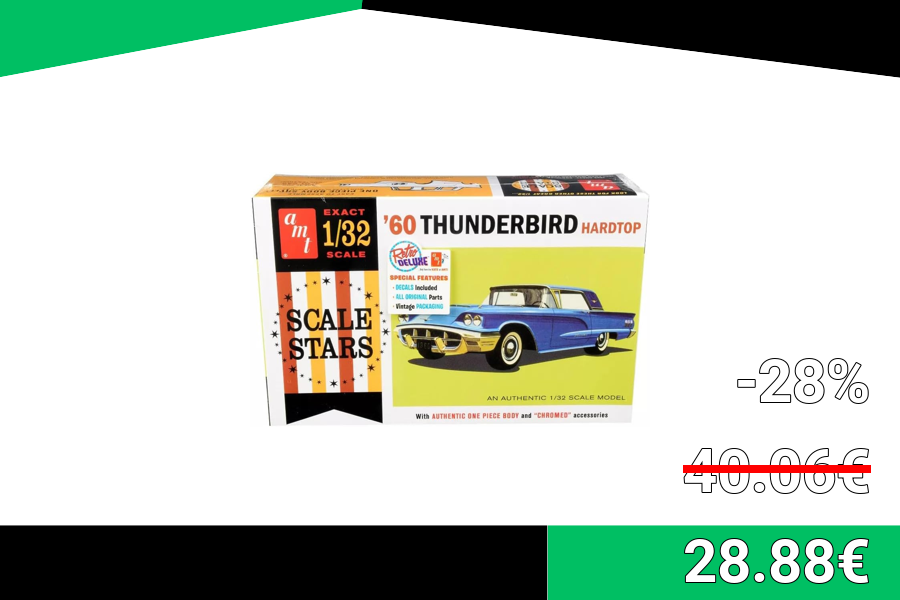 amt
EXACT
1/32
SCALE
'60 THUNDERBIRD HARDTOP
Retro
DELUXE
SPECIAL FEATURES
· DECALS Included
· ALL ORIGINAL Parts
· Vintage PACKAGING
SCALE
STARS
AN AUTHENTIC 1/32 SCALE MODEL
With AUTHENTIC ONE PIECE BODY and "CHROMED" accessories
-28%
40.06€
28.88€